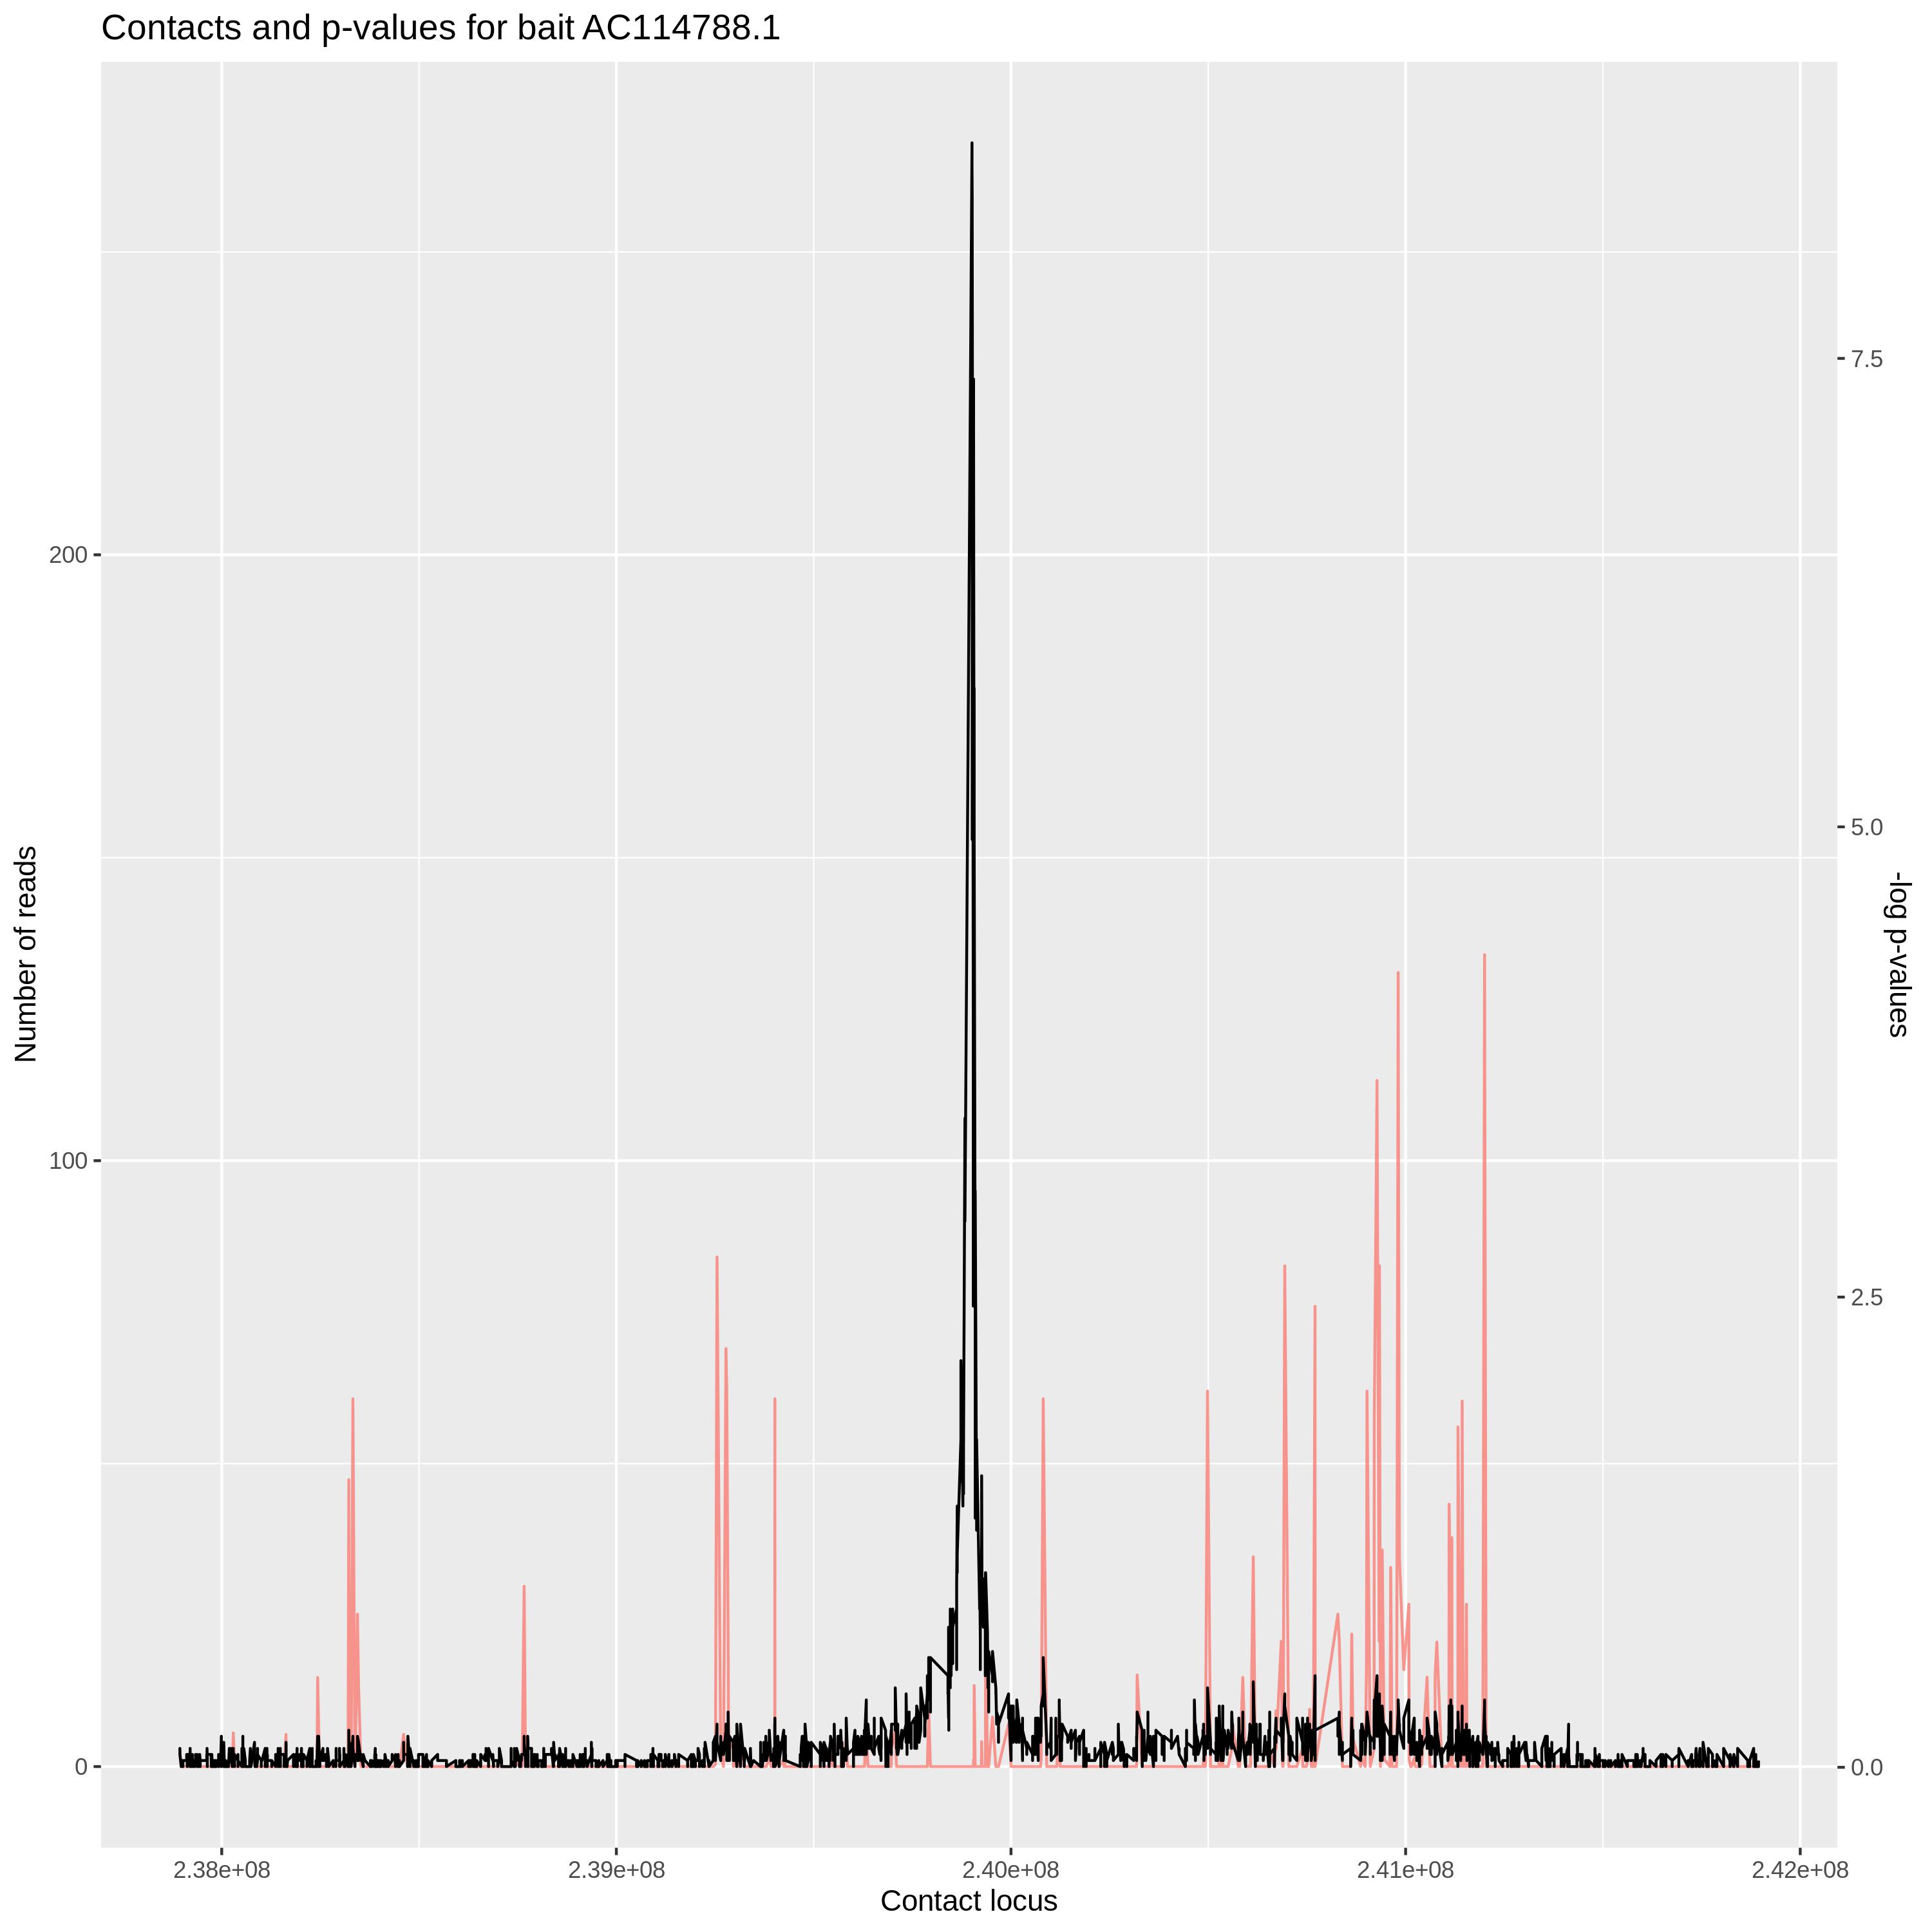 Contacts and p-values for bait AC114788.1
Number of reads
200
100
0
7.5
5.0
2.5
0.0
-log p-values
2.38e+08 2.39e+08 2.40e+08 2.41e+08 2.42e+08
Contact locus